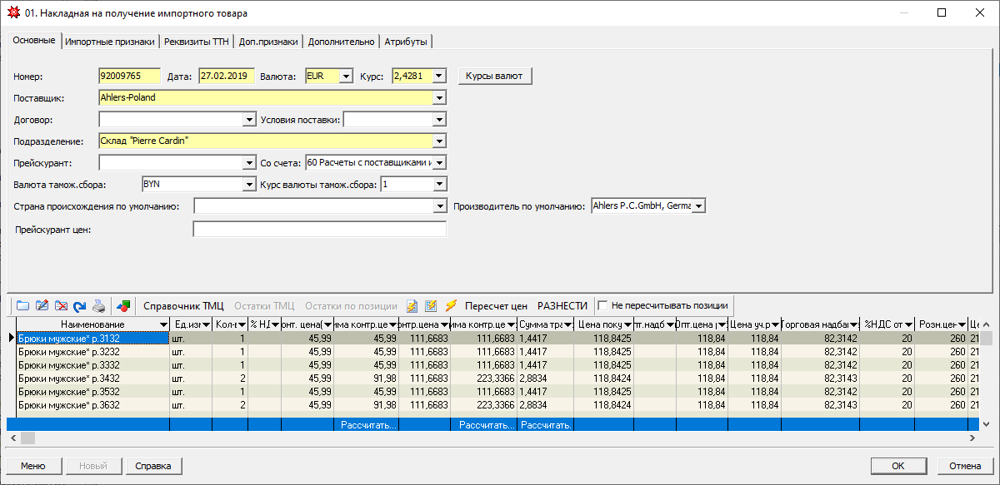 01. Накладная на получение импортного товара
Основные Импортные признаки Реквизиты ТТН Доп.признаки Дополнительно Атрибуты
Номер: 92009765 Дата: 27.02.2019 Валюта: EUR Курс: 2,4281 Курсы валют
Поставщик: Ahlers-Poland
Договор: Условия поставки:
Подразделение: Склад "Pierre Cardin"
Прейскурант: Со счета: 60 Расчеты с поставщиками и
Валюта тамож.сбора: BYN Курс валюты тамож.сбора: 1
Страна происхождения по умолчанию: Производитель по умолчанию: Ahlers P.C.GmbH, Germa
Прейскурант цен:
Справочник ТМЦ Остатки ТМЦ Остатки по позиции Пересчет цен РАЗНЕСТИ Не пересчитывать позиции
Наименование Ед.изм Кол-в % НД онт. цена( има контр.це нтр.цена има контр.це Сумма тра Цена поку пт.надб Опт.цена ( Цена уч.р орговая надба %НДС от Розн.цен Це
Брюки мужские* р.3132 шт. 1 45,99 45,99 111,6683 111,6683 1,4417 118,8425 118,84 118,84 82,3142 20 260 21
Брюки мужские* р.3232 шт. 1 45,99 45,99 111,6683 111,6683 1,4417 118,8425 118,84 118,84 82,3142 20 260 21
Брюки мужские* р.3332 шт. 1 45,99 45,99 111,6683 111,6683 1,4417 118,8425 118,84 118,84 82,3142 20 260 21
Брюки мужские* р.3432 шт. 2 45,99 91,98 111,6683 223,3366 2,8834 118,8424 118,84 118,84 82,3143 20 260 21
Брюки мужские* р.3532 шт. 1 45,99 45,99 111,6683 111,6683 1,4417 118,8425 118,84 118,84 82,3142 20 260 21
Брюки мужские* р.3632 шт. 2 45,99 91,98 111,6683 223,3366 2,8834 118,8424 118,84 118,84 82,3143 20 260 21
Рассчитать... Рассчитать... Рассчитать.
Меню Новый Справка ОК Отмена